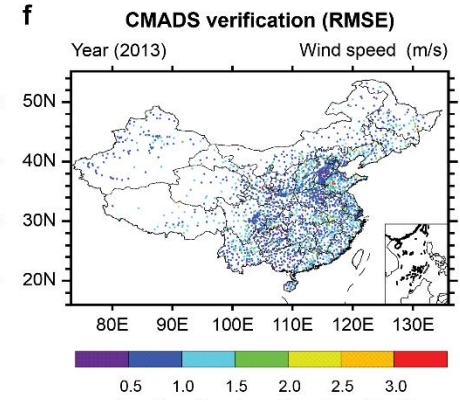 f
CMADS verification (RMSE)
Year (2013) Wind speed (m/s)
50N
40N
30N
20N
80E 90E 100E 110E 120E 130E
0.5 1.0 1.5 2.0 2.5 3.0